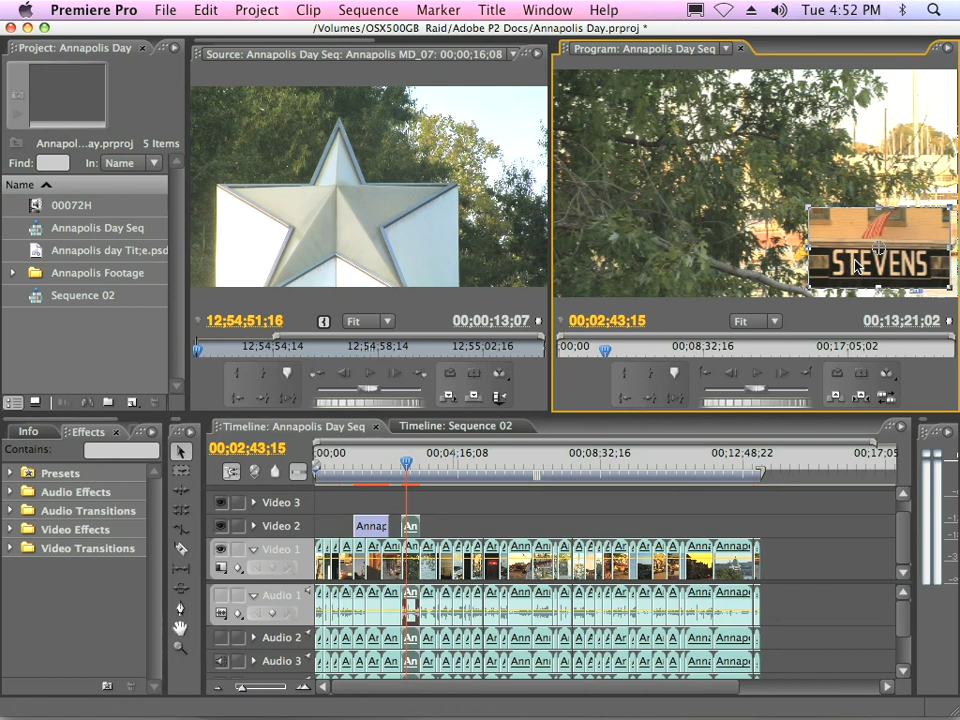 Premiere Pro File Edit Project Clip Sequence Marker Title Window Help Tue 4:52 PM
/Volumes/OSX500GB Raid/Adobe P2 Docs/Annapolis Day.prproj *
Project: Annapolis Day
Source: Annapolis Day Seq: Annapolis MD_07: 00;00;16;08
Program: Annapolis Day Seq
Annapol...ay.prproj 5 Items
Find: In: Name
Name
00072H
Annapolis Day Seq
Annapolis day Tit;e.psd
Annapolis Footage
Sequence 02
STEVENS
12;54;51;16 Fit 00;00;13;07
00;02;43;15 Fit 00;13;21;02
12;54;54;14 12;54;58;14 12;55;02;16
00;00 00;08;32;16 00;17;05;02
Info Effects
Contains:
Presets
Audio Effects
Audio Transitions
Video Effects
Video Transitions
Timeline: Annapolis Day Seq Timeline: Sequence 02
00;02;43;15
00;00 00;04;16;08 00;08;32;16 00;12;48;22 00;17;05
Video 3
Video 2 Annap An
Video 1
Audio 1
Audio 2
Audio 3